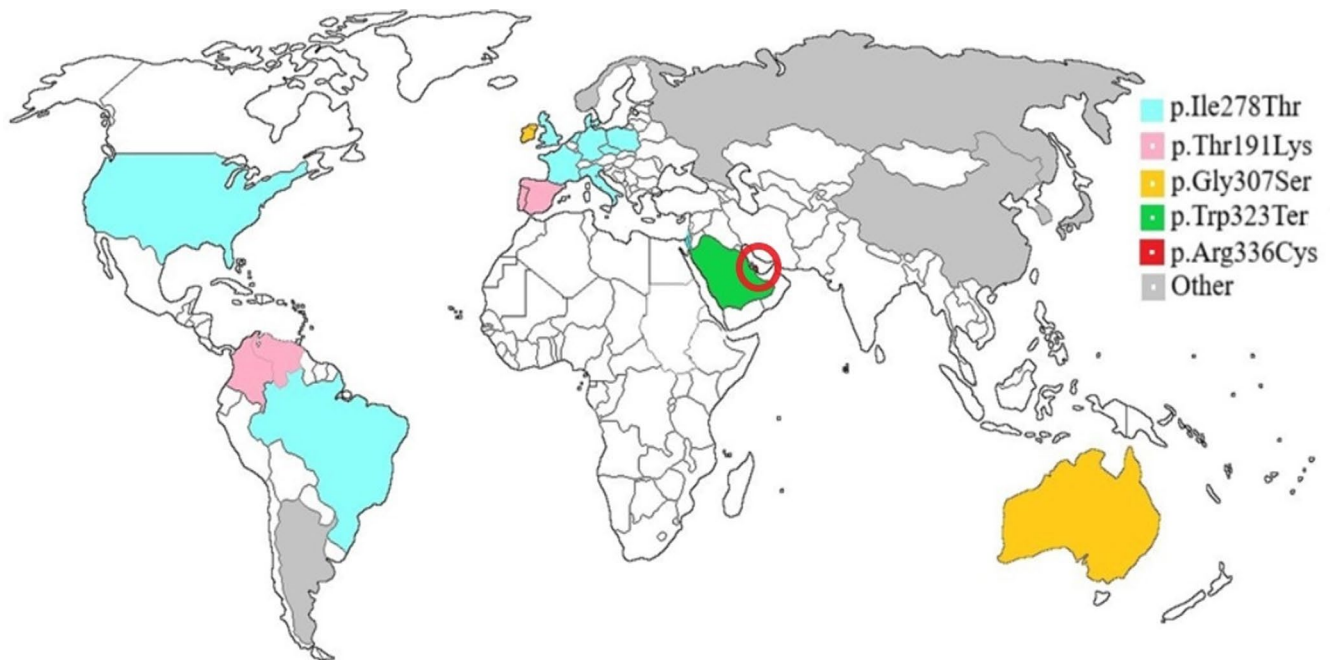 p.Ile278Thr
p.Thr191Lys
p.Gly307Ser
p.Trp323Ter
p.Arg336Cys
Other